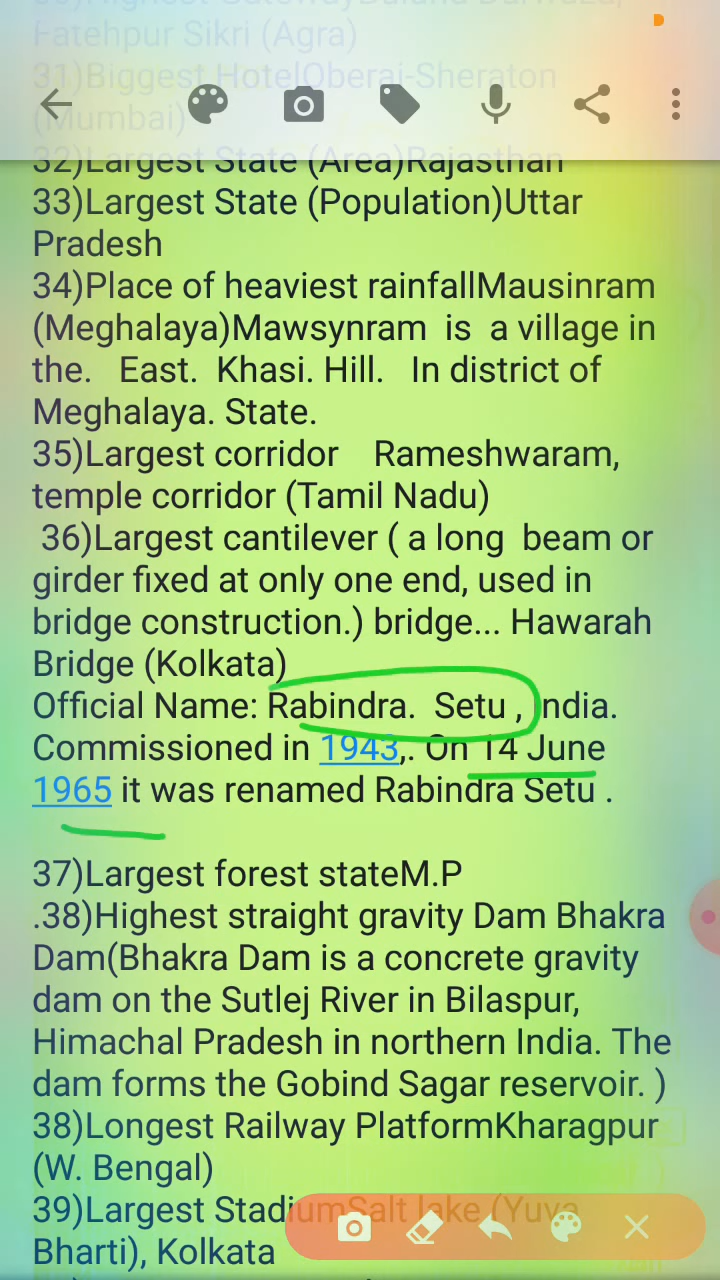 30)Highest GatewayBuland Darwaza,
Fatehpur Sikri (Agra)
31)Biggest HotelOberai-Sheraton
(Mumbai)
32)Largest State (Area)Rajasthan
33)Largest State (Population)Uttar
Pradesh
34)Place of heaviest rainfallMausinram
(Meghalaya)Mawsynram is a village in
the. East. Khasi. Hill. In district of
Meghalaya. State.
35)Largest corridor Rameshwaram,
temple corridor (Tamil Nadu)
36)Largest cantilever ( a long beam or
girder fixed at only one end, used in
bridge construction.) bridge... Hawarah
Bridge (Kolkata)
Official Name: Rabindra. Setu , India.
Commissioned in 1943,. On 14 June
1965 it was renamed Rabindra Setu .
37)Largest forest stateM.P
.38)Highest straight gravity Dam Bhakra
Dam(Bhakra Dam is a concrete gravity
dam on the Sutlej River in Bilaspur,
Himachal Pradesh in northern India. The
dam forms the Gobind Sagar reservoir. )
38)Longest Railway PlatformKharagpur
(W. Bengal)
39)Largest StadiumSalt lake (Yuva
Bharti), Kolkata